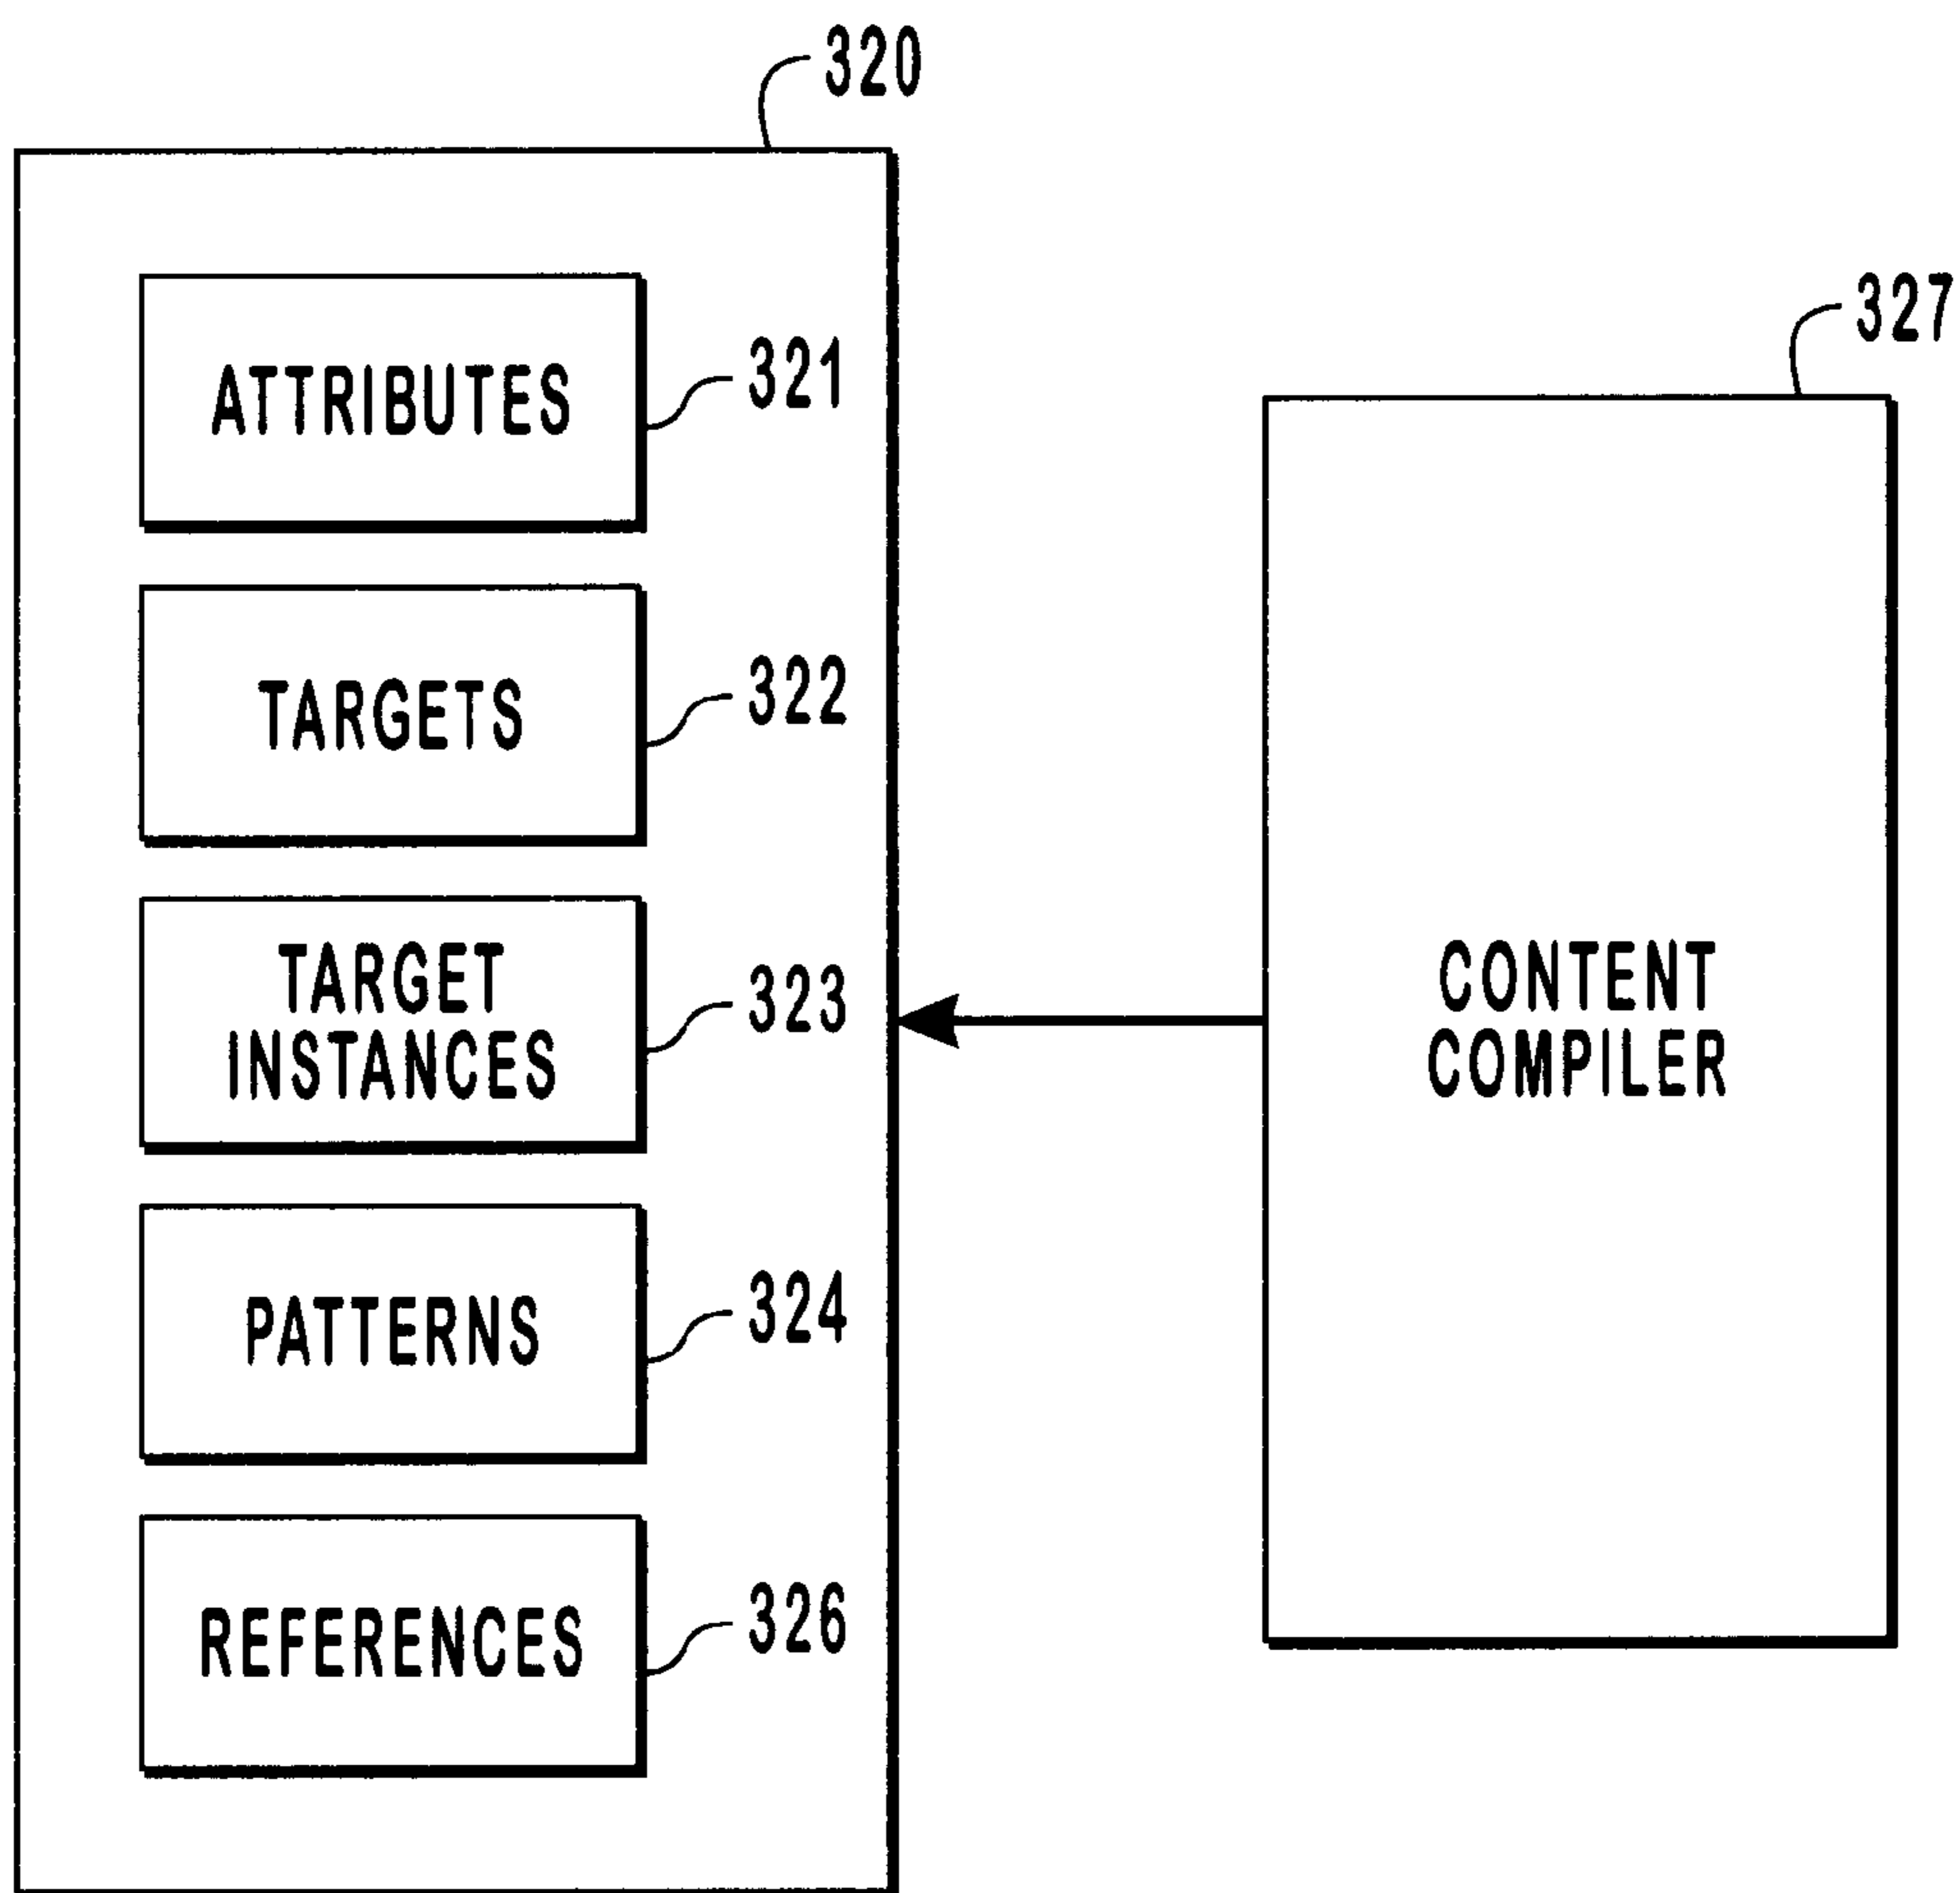 320
ATTRIBUTES
321
TARGETS
322
TARGET
INSTANCES
323
PATTERNS
324
REFERENCES
326
327
CONTENT
COMPILER